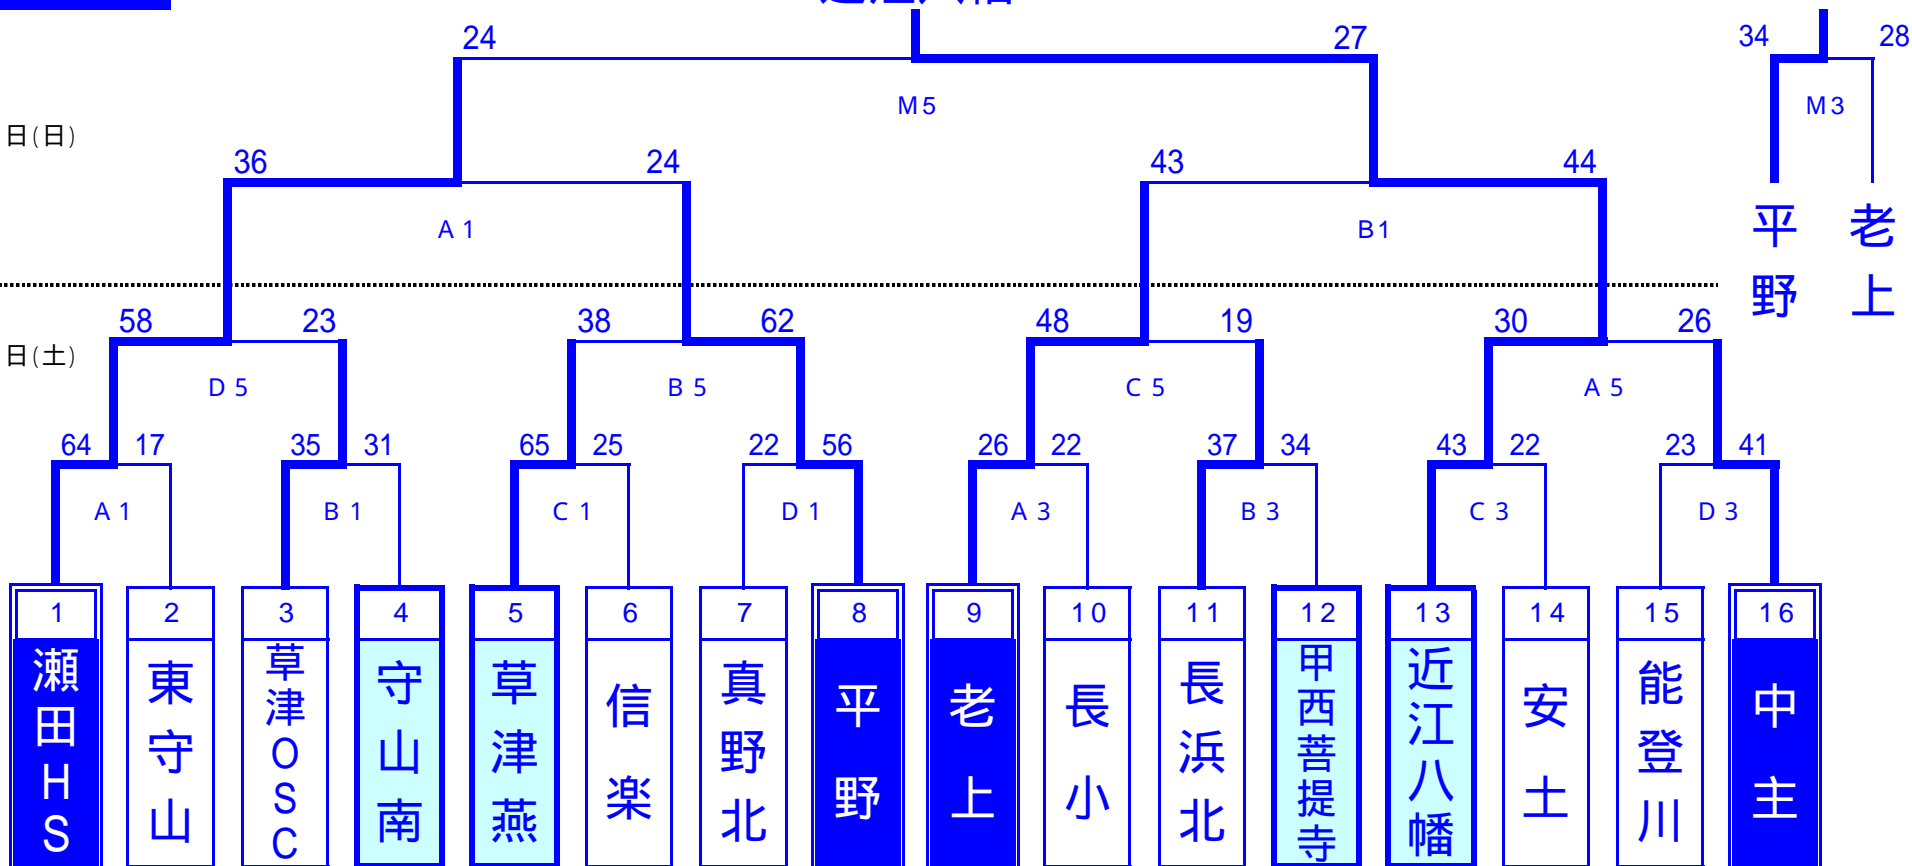 近江八幡
24 27
34 28
M5
M3
日(日)
36 24 43 44
A1 B1
平野
老上
58 23 38 62 48 19 30 26
日(土)
D5 B5 C5 A5
64 17 35 31 65 25 22 56 26 22 37 34 43 22 23 41
A1 B1 C1 D1 A3 B3 C3 D3
1 2 3 4 5 6 7 8 9 10 11 12 13 14 15 16
瀬田HS
東守山
草津OSC
守山南
草津燕
信楽
真野北
平野
老上
長小
長浜北
甲西菩提寺
近江八幡
安土
能登川
中主